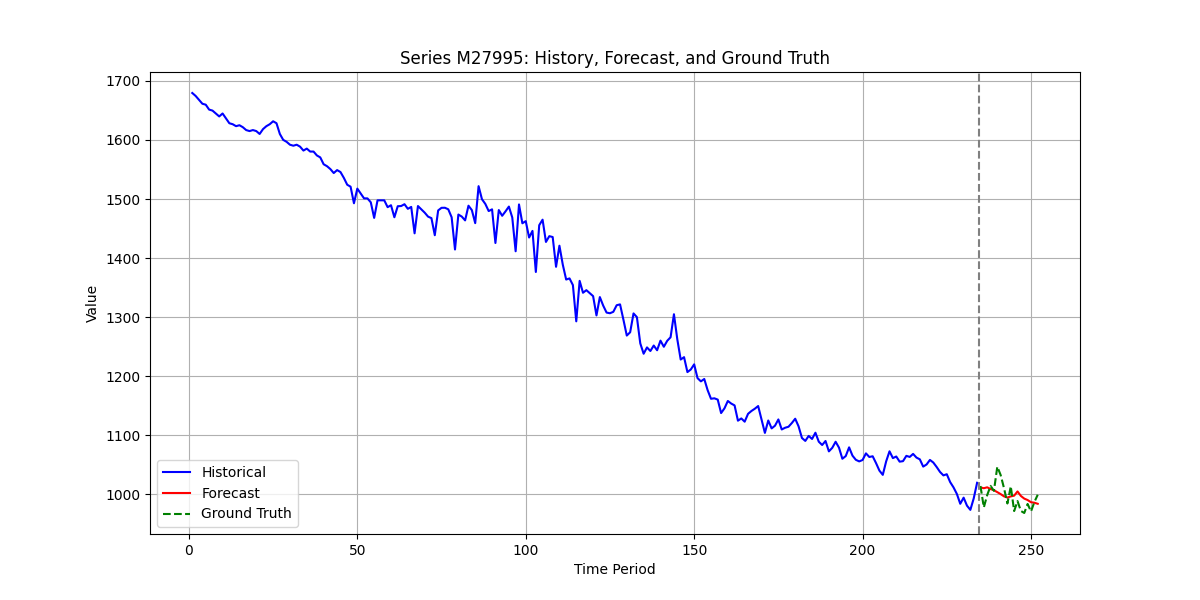 Series M27995: History, Forecast, and Ground Truth
1700
1600
1500
1400
1300
1200
1100
1000
Value
Historical
Forecast
Ground Truth
0
50
100
150
200
250
Time Period